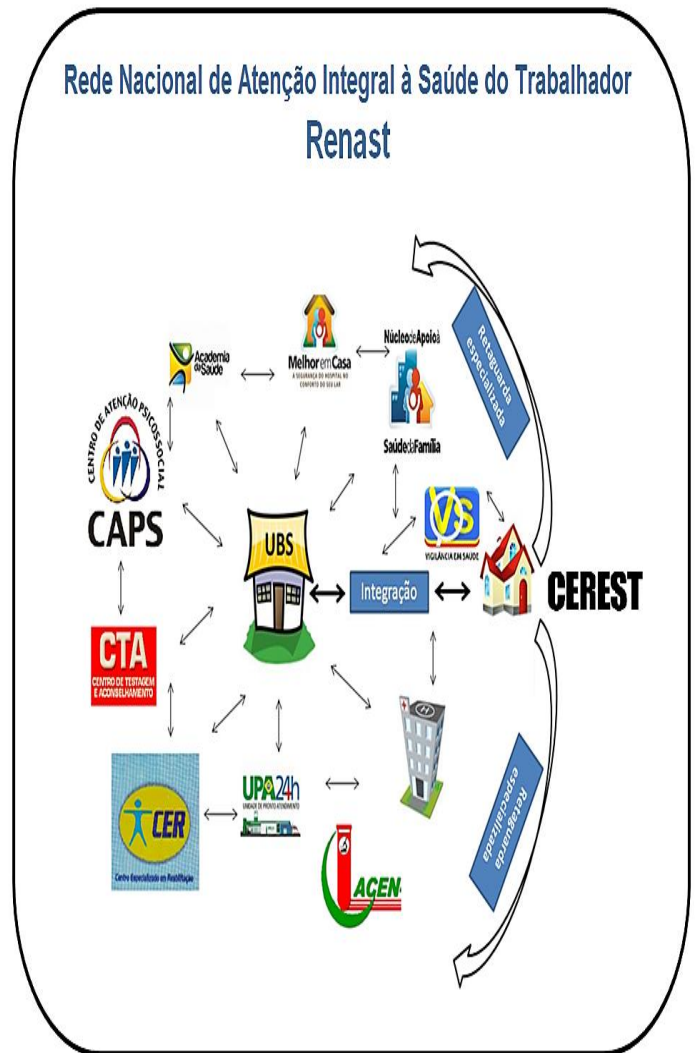 Rede Nacional de Atenção Integral à Saúde do Trabalhador
Renast
Retaguarda
especializada
Academia
da Saúde
Melhor em Casa
A SEGURANÇA DO HOSPITAL NO
CONFORTO DO SEU LAR
Núcleo de Apoio à
Saúde da Família
CENTRO DE ATENÇÃO PSICOSSOCIAL
CAPS
UBS
VS
VIGILÂNCIA EM SAÚDE
Integração
CEREST
CTA
CENTRO DE TESTAGEM
E ACONSELHAMENTO
H
CER
Centro Especializado em Reabilitação
UPA24h
UNIDADE DE PRONTO ATENDIMENTO
LACEN
Retaguarda
especializada